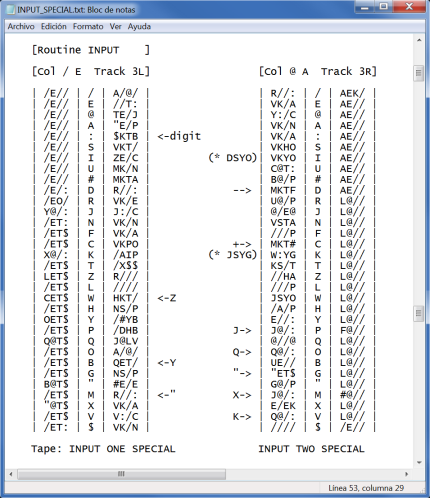 INPUT_SPECIAL.txt: Bloc de notas
Archivo Edición Formato Ver Ayuda
[Routine INPUT    ]
[Col / E  Track 3L]               [Col @ A  Track 3R]
| /E// | / | A/@/ |               | R//: | / | AEK/ |
| /E// | E | //T: |               | VK/A | E | AE// |
| /E// | @ | TE/J |               | Y:/C | @ | AE// |
| /E// | A | "E/P |               | VK/N | A | AE// |
| /E// | : | $KTB | <-digit       | VK/A | : | AE// |
| /E// | S | VKT/ |               | VKHO | S | AE// |
| /E// | I | ZE/C |        (* DSYO)| VKYO | I | AE// |
| /E// | U | MK/N |               | C@T: | U | AE// |
| /E// | # | MKTA |               | B@/P | # | AE// |
| /E/: | D | R//: |           --> | MKTF | D | AE// |
| /EO/ | R | VK/E |               | U@/P | R | L@// |
| Y@/: | J | J:/C |               | @/E@ | J | L@// |
| /ET: | N | VK/N |               | VSTA | N | L@// |
| /ET$ | F | VK/A |               | ///P | F | L@// |
| /ET$ | C | VKPO |           +-> | MKT# | C | L@// |
| X@/: | K | /AIP |        (* JSYG)| W:YG | K | L@// |
| /ET$ | T | /X$$ |               | KS/T | T | L@// |
| LET$ | Z | R/// |               | //HA | Z | L@// |
| /ET$ | L | //// |               | ///P | L | L@// |
| CET$ | W | HKT/ | <-Z           | JSYO | W | L@// |
| /ET$ | H | NS/P |               | /A/P | H | L@// |
| OET$ | Y | /#YB |               | E//: | Y | L@// |
| /ET$ | P | /DHB |           J-> | J@/: | P | F@// |
| Q@T$ | Q | J@LV |               | @//@ | Q | L@// |
| /ET$ | O | A/@/ |           Q-> | Q@/: | O | L@// |
| /ET$ | B | QET/ | <-Y           | UE// | B | L@// |
| /ET$ | G | NS/P |           "-> | "ET$ | G | L@// |
| B@T$ | " | #E/E |               | G@/P | " | L@// |
| /ET$ | M | R//: | <-"       X-> | J@/: | M | #@// |
| "@T$ | X | VK/A |               | E/EK | X | L@// |
| /ET$ | V | V:/C |           K-> | Q@/: | V | L@// |
| /ET: | $ | VK/N |               | //// | $ | /E// |
Tape: INPUT ONE SPECIAL           INPUT TWO SPECIAL
Línea 53, columna 29